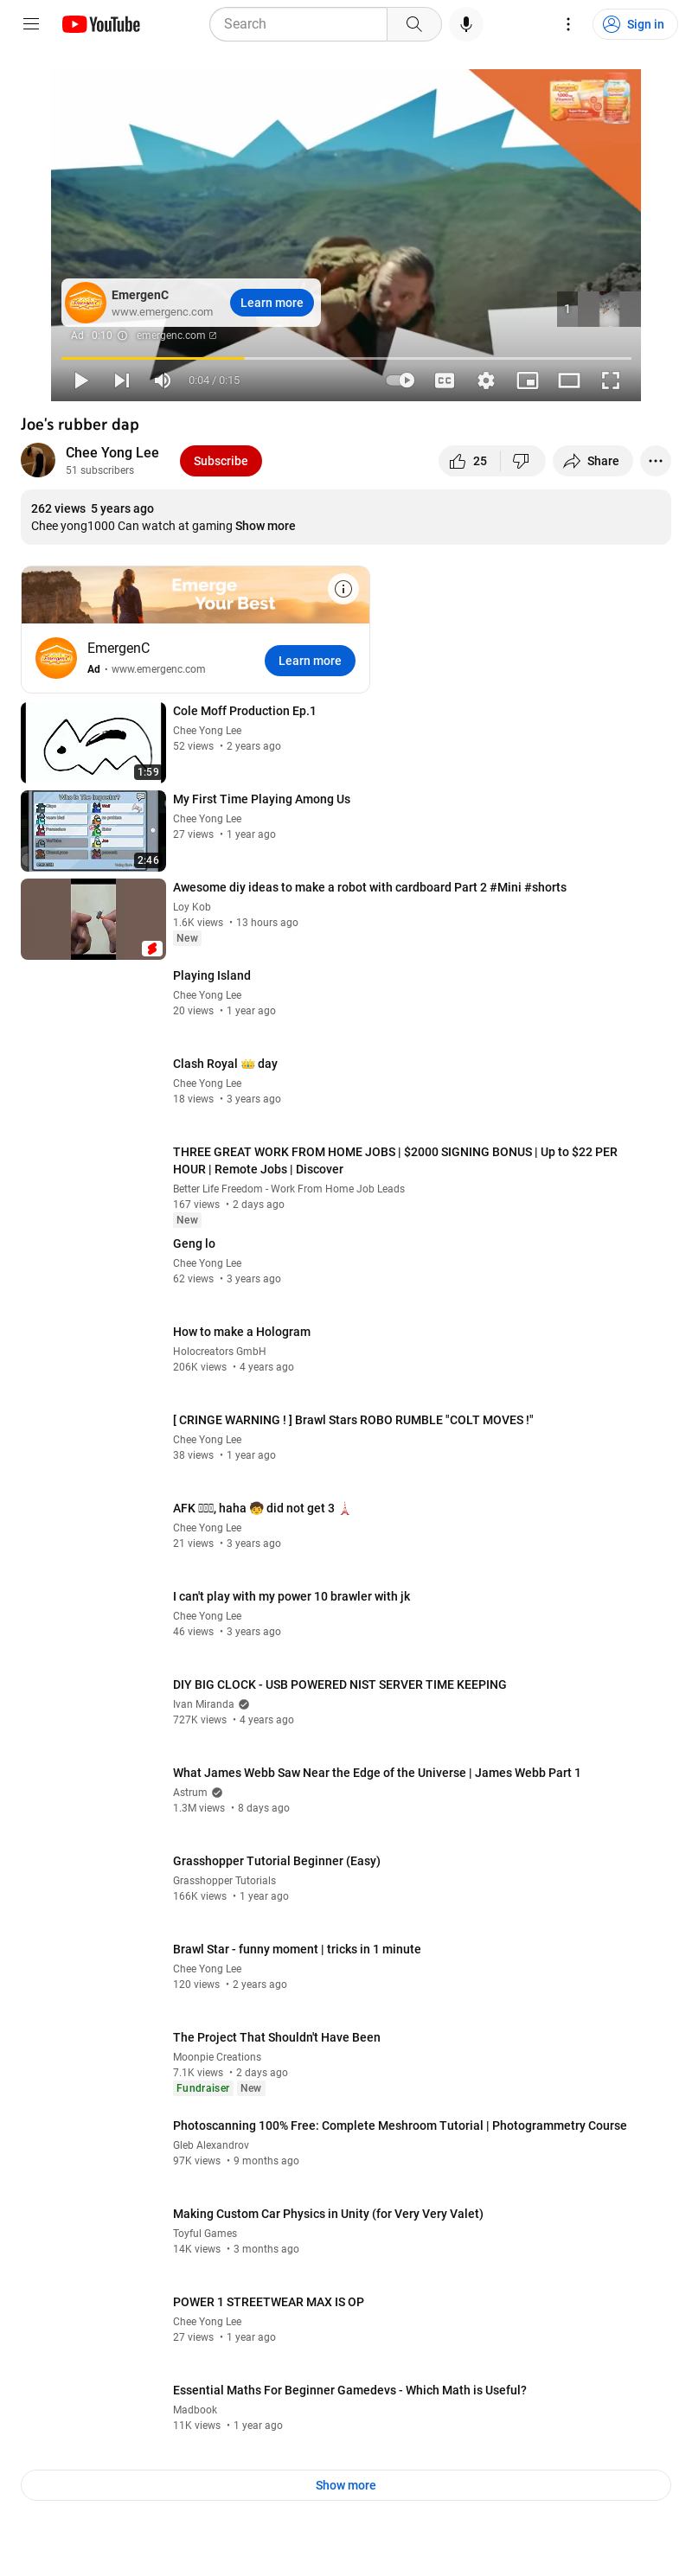 YouTube
Search
Sign in
EmergenC
www.emergenc.com
Learn more
1
Ad · 0:10
emergenc.com
0:04 / 0:15
CC
Joe's rubber dap
Chee Yong Lee
51 subscribers
Subscribe
25
Share
262 views 5 years ago
Chee yong1000 Can watch at gaming Show more
Emerge
Your Best
EmergenC
Ad • www.emergenc.com
Learn more
Cole Moff Production Ep.1
Chee Yong Lee
52 views • 2 years ago
1:59
My First Time Playing Among Us
Chee Yong Lee
27 views • 1 year ago
Who Is The Impostor?
2:46
Awesome diy ideas to make a robot with cardboard Part 2 #Mini #shorts
Loy Kob
1.6K views • 13 hours ago
New
Playing Island
Chee Yong Lee
20 views • 1 year ago
Clash Royal 👑 day
Chee Yong Lee
18 views • 3 years ago
THREE GREAT WORK FROM HOME JOBS | $2000 SIGNING BONUS | Up to $22 PER
HOUR | Remote Jobs | Discover
Better Life Freedom - Work From Home Job Leads
167 views • 2 days ago
New
Geng lo
Chee Yong Lee
62 views • 3 years ago
How to make a Hologram
Holocreators GmbH
206K views • 4 years ago
[ CRINGE WARNING ! ] Brawl Stars ROBO RUMBLE "COLT MOVES !"
Chee Yong Lee
38 views • 1 year ago
AFK , haha 🧒 did not get 3 🗼
Chee Yong Lee
21 views • 3 years ago
I can't play with my power 10 brawler with jk
Chee Yong Lee
46 views • 3 years ago
DIY BIG CLOCK - USB POWERED NIST SERVER TIME KEEPING
Ivan Miranda
727K views • 4 years ago
What James Webb Saw Near the Edge of the Universe | James Webb Part 1
Astrum
1.3M views • 8 days ago
Grasshopper Tutorial Beginner (Easy)
Grasshopper Tutorials
166K views • 1 year ago
Brawl Star - funny moment | tricks in 1 minute
Chee Yong Lee
120 views • 2 years ago
The Project That Shouldn't Have Been
Moonpie Creations
7.1K views • 2 days ago
Fundraiser New
Photoscanning 100% Free: Complete Meshroom Tutorial | Photogrammetry Course
Gleb Alexandrov
97K views • 9 months ago
Making Custom Car Physics in Unity (for Very Very Valet)
Toyful Games
14K views • 3 months ago
POWER 1 STREETWEAR MAX IS OP
Chee Yong Lee
27 views • 1 year ago
Essential Maths For Beginner Gamedevs - Which Math is Useful?
Madbook
11K views • 1 year ago
Show more